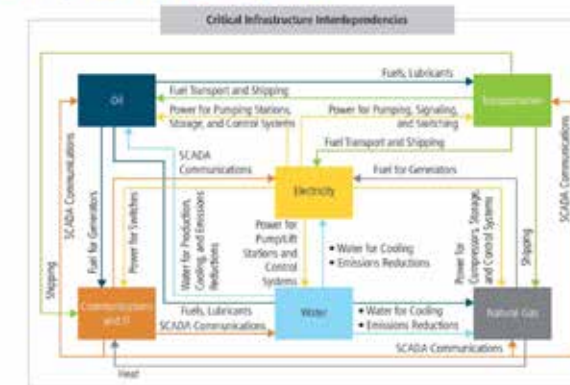 Critical Infrastructure Interdependencies
Fuels, Lubricants
Oil
Fuel Transport and Shipping
Transportation
Power for Pumping Stations,
Storage, and Control Systems
Power for Pumping, Signaling,
and Switching
Fuel Transport and Shipping
SCADA
Communications
Fuel for Generators
Electricity
SCADA Communications
SCADA Communications
Shipping
Fuel for Generators
Power for Switches
Water for Production,
Cooling, and Emissions
Reductions
Power for
Pump/Lift
Stations and
Control
Systems
• Water for Cooling
• Emissions Reductions
Power for
Compressors, Storage,
and Control Systems
Shipping
Communications
and IT
Fuels, Lubricants
SCADA Communications
Water
• Water for Cooling
• Emissions Reductions
Natural Gas
SCADA Communications
Heat